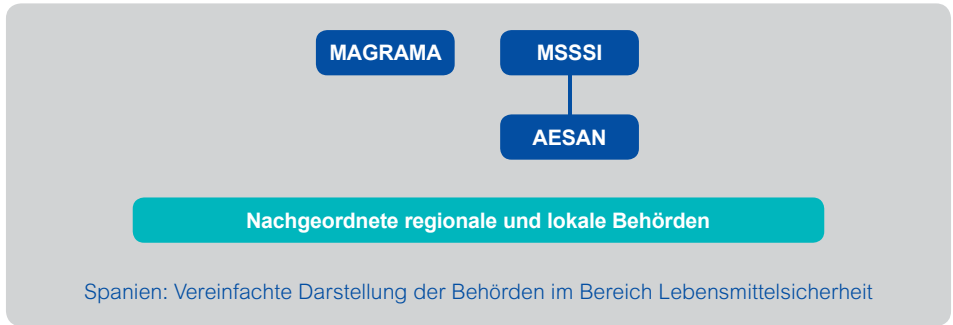 MAGRAMA MSSSI
AESAN
Nachgeordnete regionale und lokale Behörden
Spanien: Vereinfachte Darstellung der Behörden im Bereich Lebensmittelsicherheit